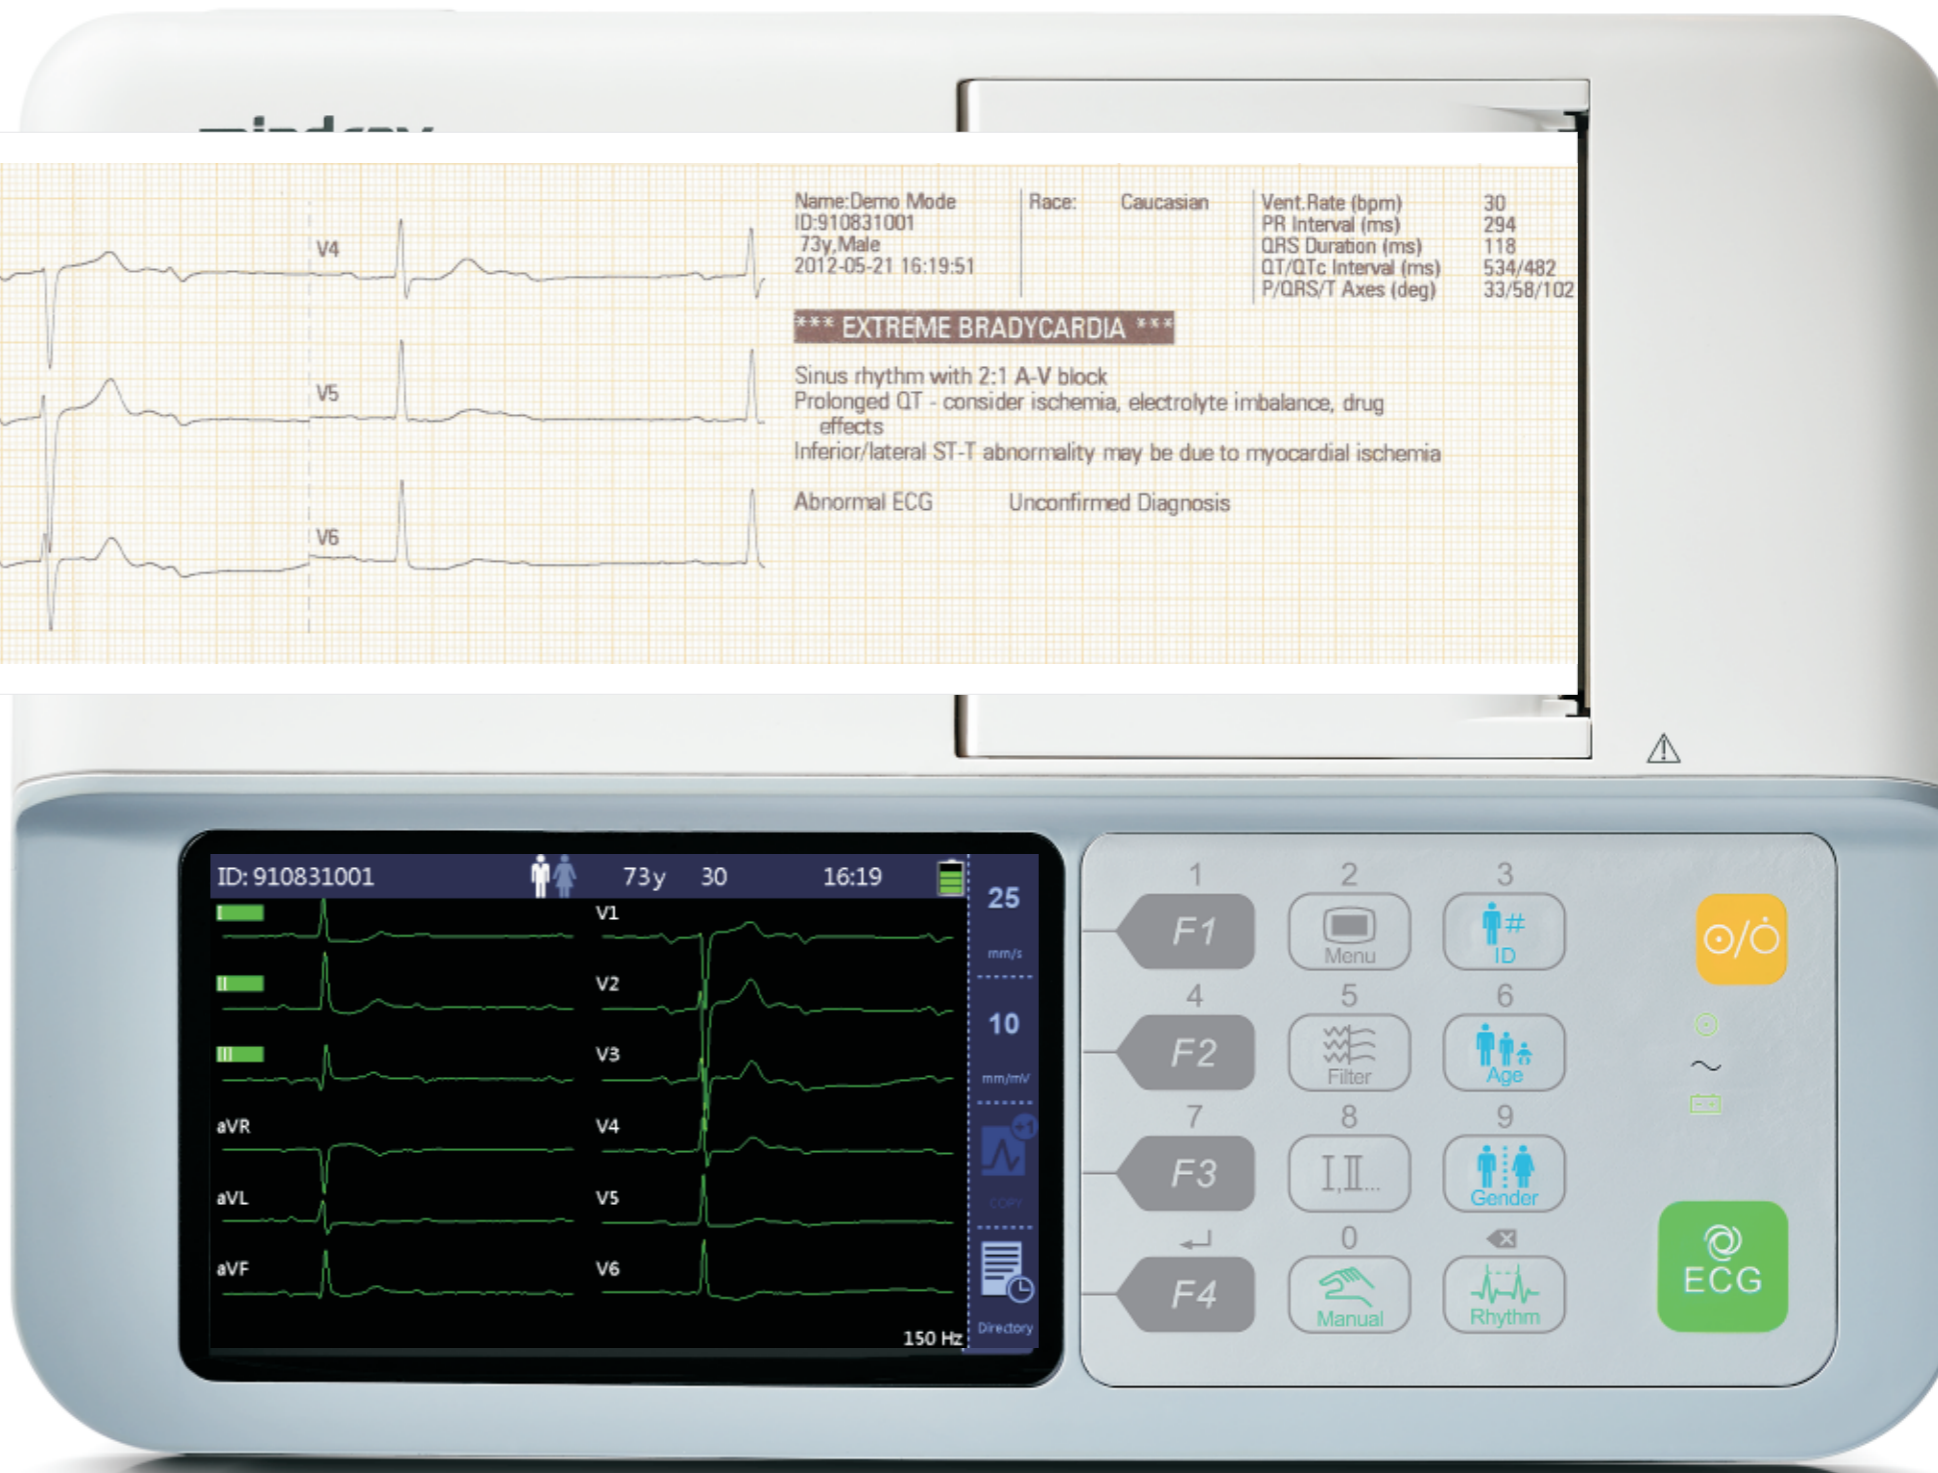 V4
V5
V6
Name:Demo Mode
ID:910831001
73y,Male
2012-05-21 16:19:51
Race: Caucasian
Vent.Rate (bpm) 30
PR Interval (ms) 294
QRS Duration (ms) 118
QT/QTc Interval (ms) 534/482
P/QRS/T Axes (deg) 33/58/102
*** EXTREME BRADYCARDIA ***
Sinus rhythm with 2:1 A-V block
Prolonged QT - consider ischemia, electrolyte imbalance, drug
effects
Inferior/lateral ST-T abnormality may be due to myocardial ischemia
Abnormal ECG Unconfirmed Diagnosis
ID: 910831001 73y 30 16:19
I
II
III
aVR
aVL
aVF
V1
V2
V3
V4
V5
V6
150 Hz
25
mm/s
10
mm/mV
+1
COPY
Directory
1 2 3
F1 Menu # ID
4 5 6
F2 Filter Age
7 8 9
F3 I,II... Gender
0
F4 Manual Rhythm
ECG